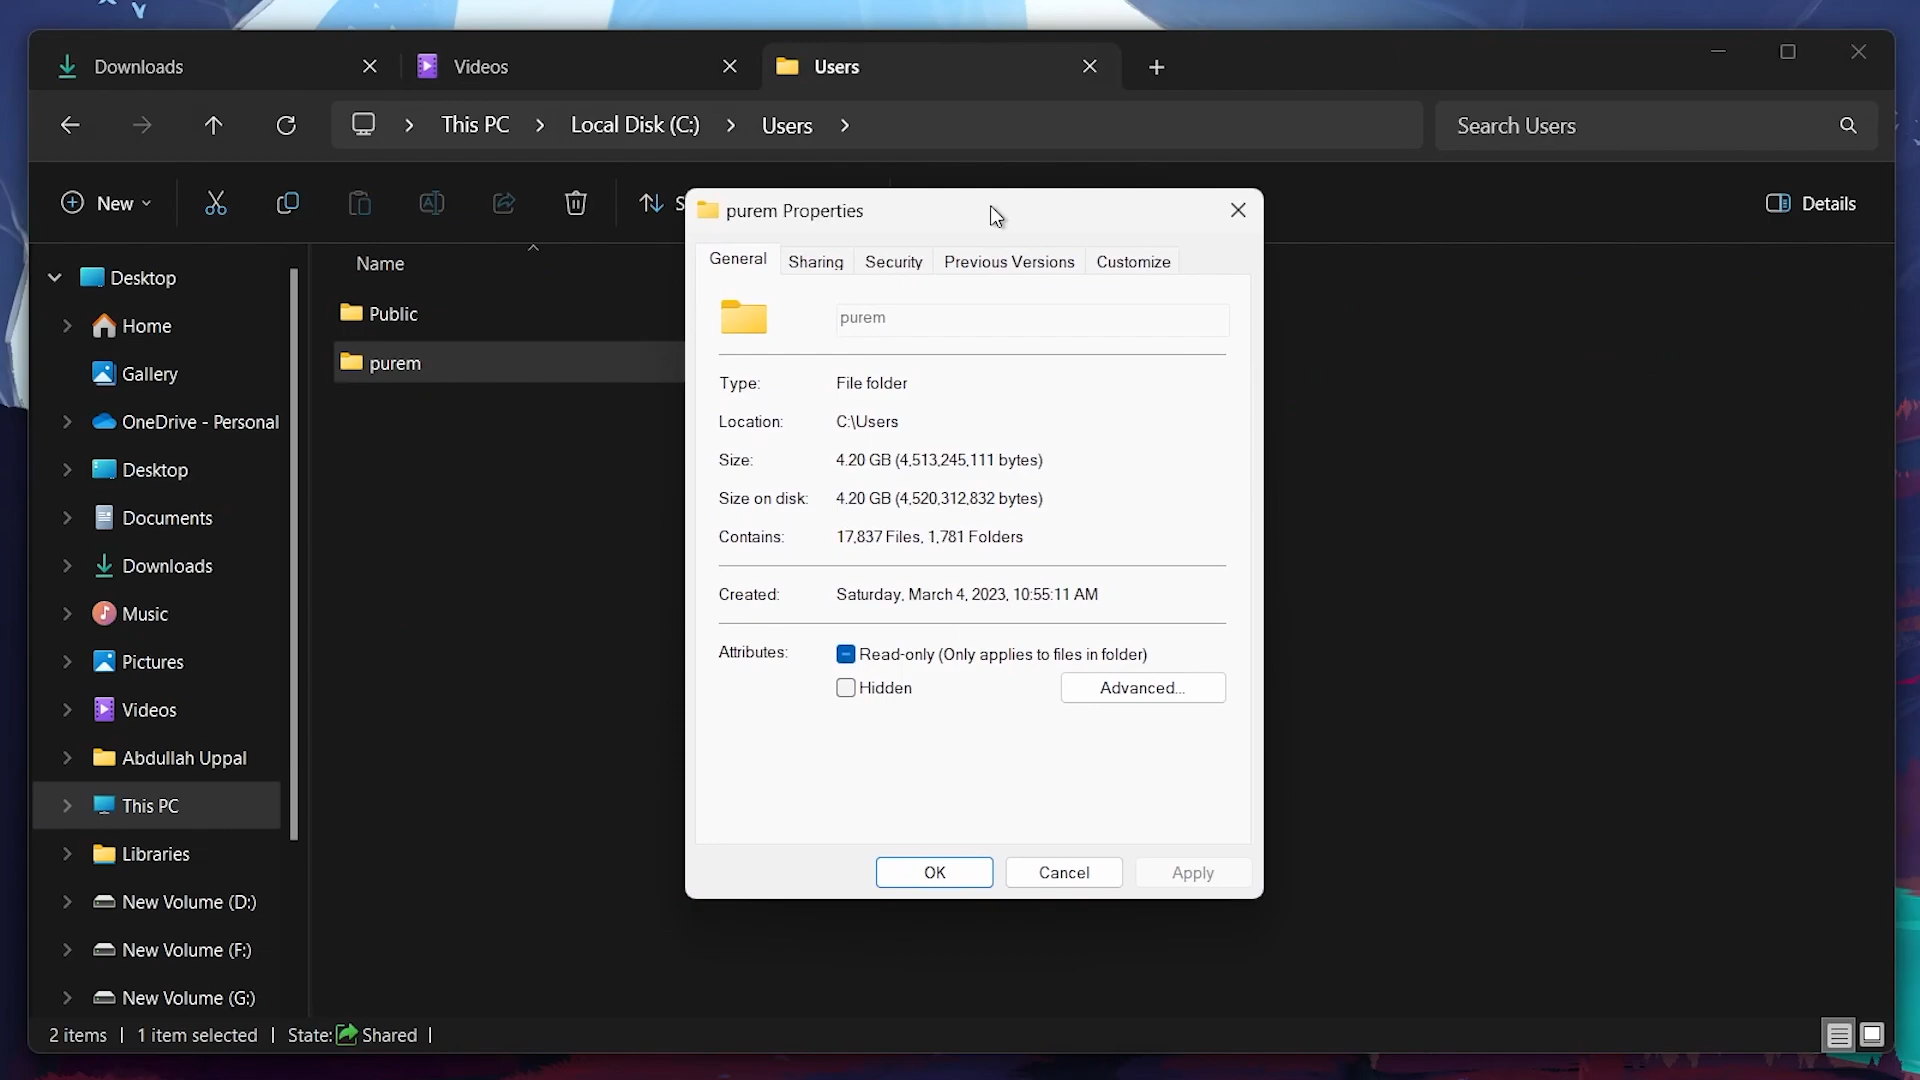 Downloads
Videos
Users
This PC
Local Disk (C:)
Users
Search Users
New
S
Details
Name
Public
purem
Desktop
Home
Gallery
OneDrive - Personal
Desktop
Documents
Downloads
Music
Pictures
Videos
Abdullah Uppal
This PC
Libraries
New Volume (D:)
New Volume (F:)
New Volume (G:)
purem Properties
General
Sharing
Security
Previous Versions
Customize
purem
Type: File folder
Location: C:\Users
Size: 4.20 GB (4,513,245,111 bytes)
Size on disk: 4.20 GB (4,520,312,832 bytes)
Contains: 17,837 Files, 1,781 Folders
Created: Saturday, March 4, 2023, 10:55:11 AM
Attributes: Read-only (Only applies to files in folder)
Hidden
Advanced...
OK
Cancel
Apply
2 items | 1 item selected | State: Shared |